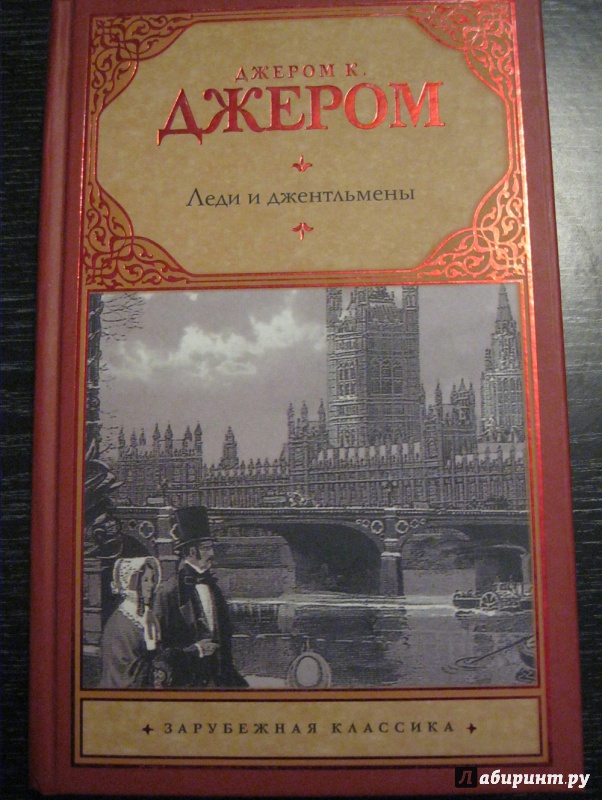 ДЖЕРОМ К.
ДЖЕРОМ
Леди и джентльмены
ЗАРУБЕЖНАЯ КЛАССИКА
Лабиринт.ру